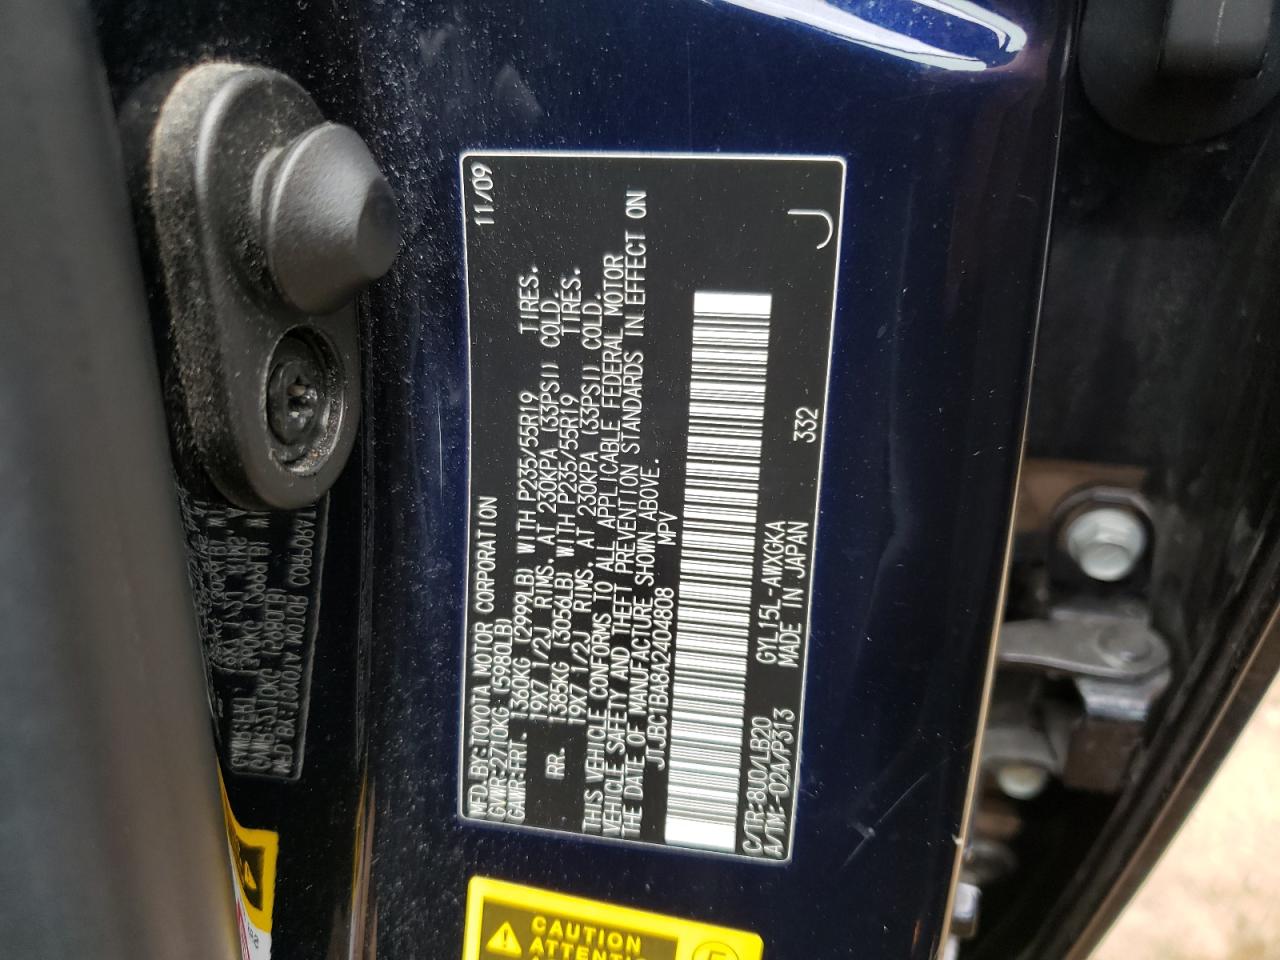 MFD.BY:TOYOTA MOTOR CORPORATION 11/09
GVWR:2710KG (5980LB)
GAWR:FRT. 1360KG (2999LB) WITH P235/55R19 TIRES.
19X7 1/2J RIMS. AT 230KPA (33PSI) COLD.
RR. 1385KG (3056LB) WITH P235/55R19 TIRES.
19X7 1/2J RIMS. AT 230KPA (33PSI) COLD.
THIS VEHICLE CONFORMS TO ALL APPLICABLE FEDERAL MOTOR
VEHICLE SAFETY AND THEFT PREVENTION STANDARDS IN EFFECT ON
THE DATE OF MANUFACTURE SHOWN ABOVE.
JTJBC1BA8A2404808 MPV
C/TR:8U0/LB20 GYL15L-AWXGKA 332 J
A/TM:-02A/P313 MADE IN JAPAN
CAUTION